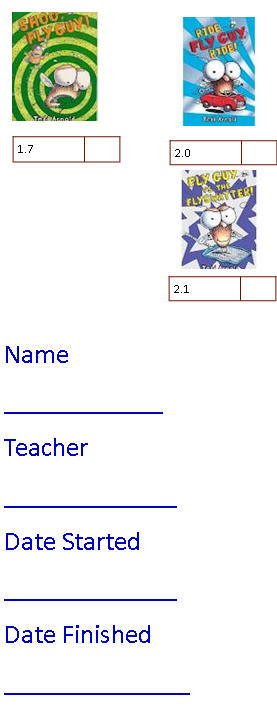 SHOO,
FLY GUY!
Tedd Arnold
1.7
RIDE,
FLY GUY,
RIDE!
Tedd Arnold
2.0
FLY GUY
VS. THE
FLYSWATTER!
2.1
Name
Teacher
Date Started
Date Finished